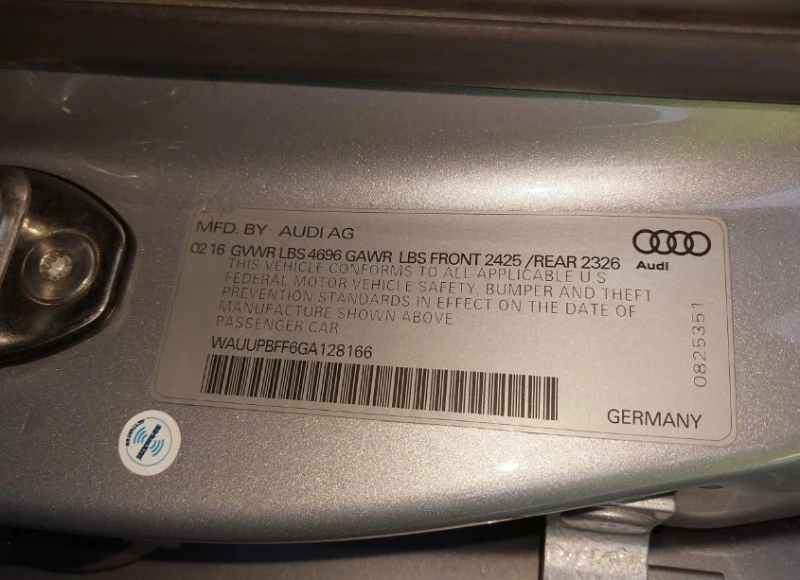 MFD. BY AUDI AG
02 16 GVWR LBS 4696 GAWR LBS FRONT 2425 /REAR 2326
THIS VEHICLE CONFORMS TO ALL APPLICABLE U.S
FEDERAL MOTOR VEHICLE SAFETY, BUMPER AND THEFT
PREVENTION STANDARDS IN EFFECT ON THE DATE OF
MANUFACTURE SHOWN ABOVE
PASSENGER CAR
WAUUPBFF6GA128166
Audi
0825351
GERMANY